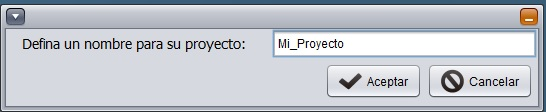 Defina un nombre para su proyecto: Mi_Proyecto
Aceptar Cancelar